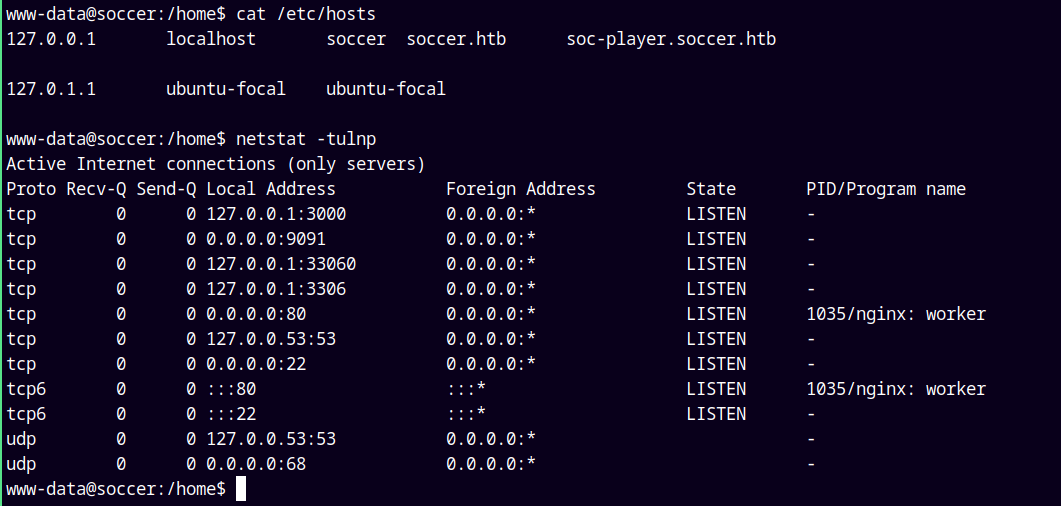 www-data@soccer:/home$ cat /etc/hosts
127.0.0.1       localhost       soccer  soccer.htb      soc-player.soccer.htb
127.0.1.1       ubuntu-focal    ubuntu-focal
www-data@soccer:/home$ netstat -tulnp
Active Internet connections (only servers)
Proto Recv-Q Send-Q Local Address           Foreign Address         State       PID/Program name
tcp        0      0 127.0.0.1:3000          0.0.0.0:*               LISTEN      -
tcp        0      0 0.0.0.0:9091            0.0.0.0:*               LISTEN      -
tcp        0      0 127.0.0.1:33060         0.0.0.0:*               LISTEN      -
tcp        0      0 127.0.0.1:3306          0.0.0.0:*               LISTEN      -
tcp        0      0 0.0.0.0:80              0.0.0.0:*               LISTEN      1035/nginx: worker
tcp        0      0 127.0.0.53:53           0.0.0.0:*               LISTEN      -
tcp        0      0 0.0.0.0:22              0.0.0.0:*               LISTEN      -
tcp6       0      0 :::80                   :::*                    LISTEN      1035/nginx: worker
tcp6       0      0 :::22                   :::*                    LISTEN      -
udp        0      0 127.0.0.53:53           0.0.0.0:*                           -
udp        0      0 0.0.0.0:68              0.0.0.0:*                           -
www-data@soccer:/home$